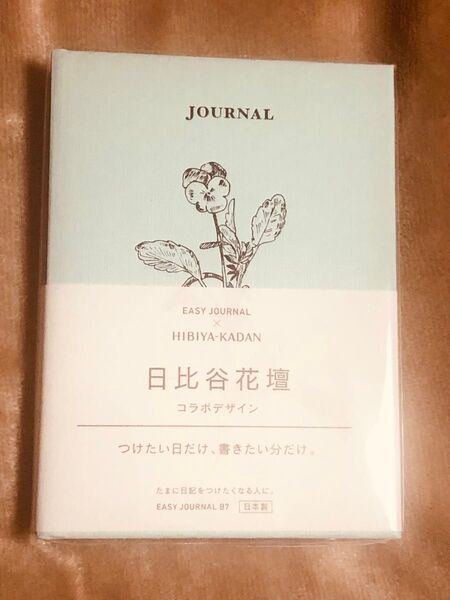 JOURNAL
EASY JOURNAL
×
HIBIYA-KADAN
日比谷花壇
コラボデザイン
つけたい日だけ、書きたい分だけ。
たまに日記をつけたくなる人に。
EASY JOURNAL B7 日本製